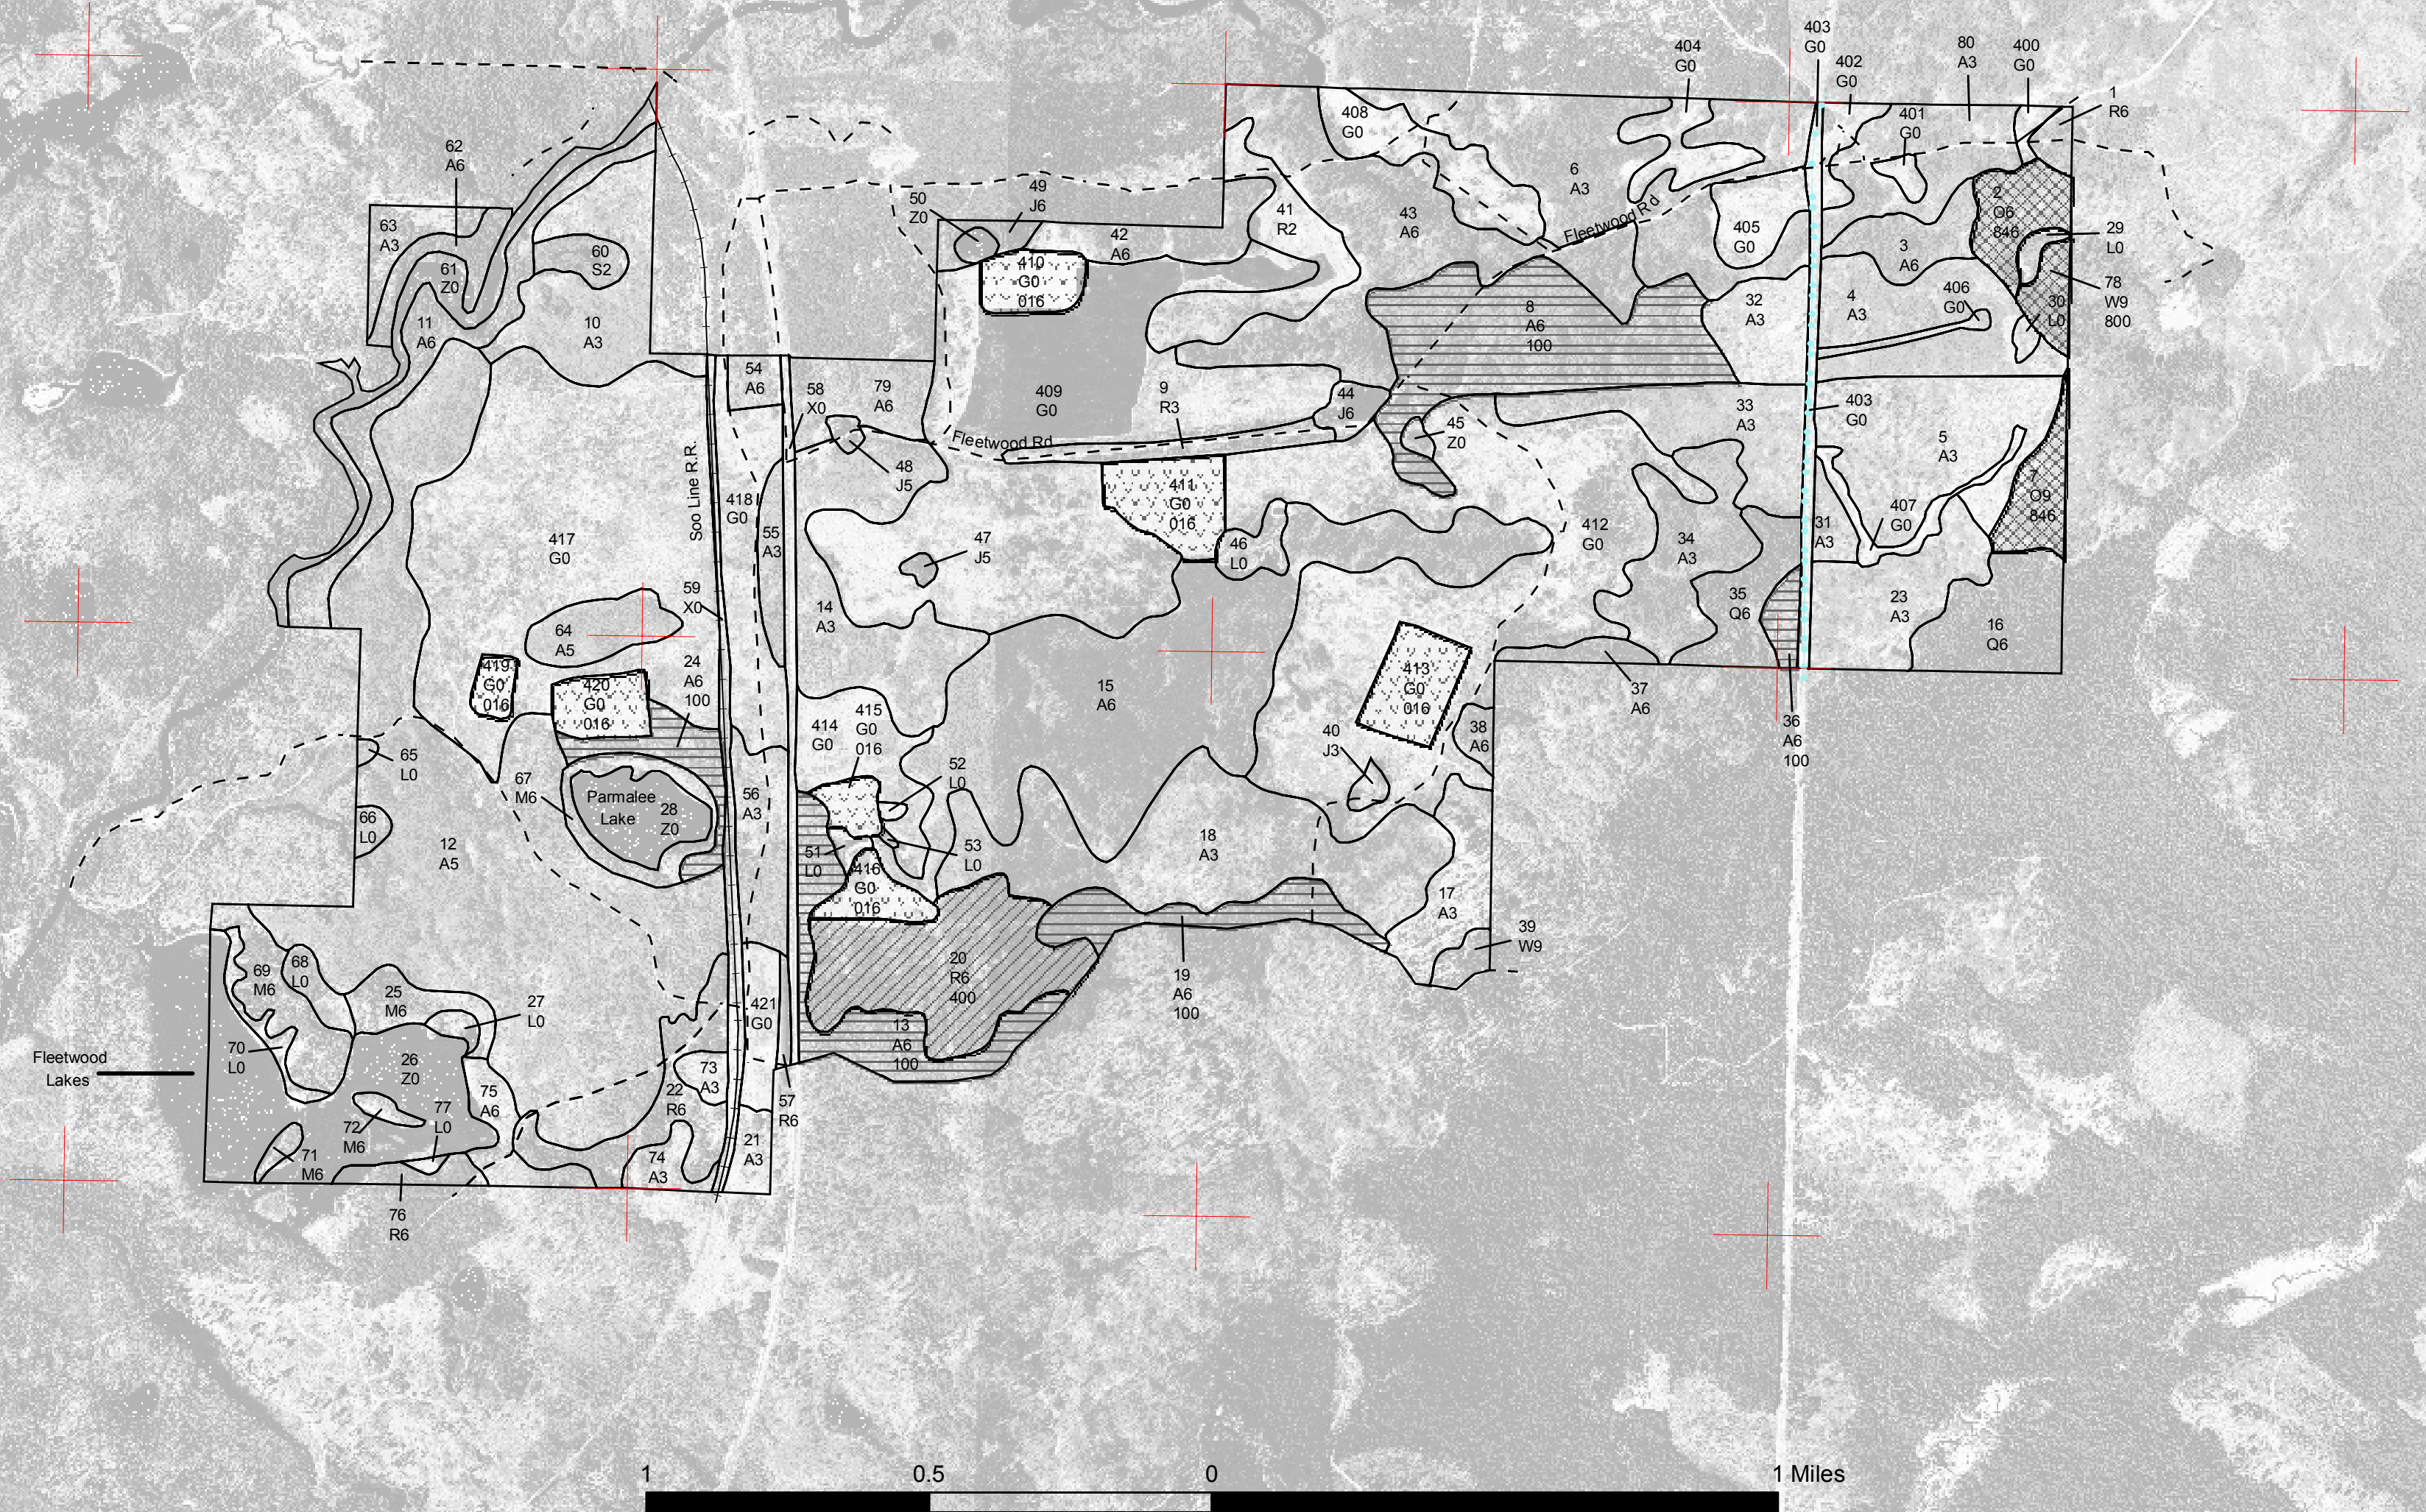 403
G0
404
G0
402
G0
80
A3
400
G0
1
R6
408
G0
401
G0
62
A6
49
J6
50
Z0
6
A3
2
O6
846
41
R2
43
A6
Fleetwood Rd
405
G0
63
A3
42
A6
3
A6
29
L0
60
S2
61
Z0
410
G0
016
78
W9
800
406
G0
4
A3
30
L0
32
A3
8
A6
100
11
A6
10
A3
54
A6
58
X0
79
A6
409
G0
9
R3
44
J6
33
A3
403
G0
45
Z0
5
A3
Fleetwood Rd
Soo Line R.R.
48
J5
7
O9
846
411
G0
016
418
G0
407
G0
417
G0
55
A3
47
J5
46
L0
412
G0
34
A3
31
A3
59
X0
14
A3
35
Q6
23
A3
16
Q6
64
A5
419
G0
016
24
A6
100
420
G0
016
15
A6
413
G0
016
37
A6
36
A6
100
414
G0
415
G0
016
40
J3
38
A6
65
L0
52
L0
67
M6
Parmalee
Lake
28
Z0
56
A3
66
L0
12
A5
51
L0
53
L0
18
A3
416
G0
016
17
A3
39
W9
20
R6
400
19
A6
100
69
M6
68
L0
25
M6
27
L0
421
G0
13
A6
100
70
L0
Fleetwood
Lakes
26
Z0
73
A3
75
A6
22
R6
57
R6
77
L0
72
M6
71
M6
21
A3
74
A3
76
R6
1 0.5 0 1 Miles